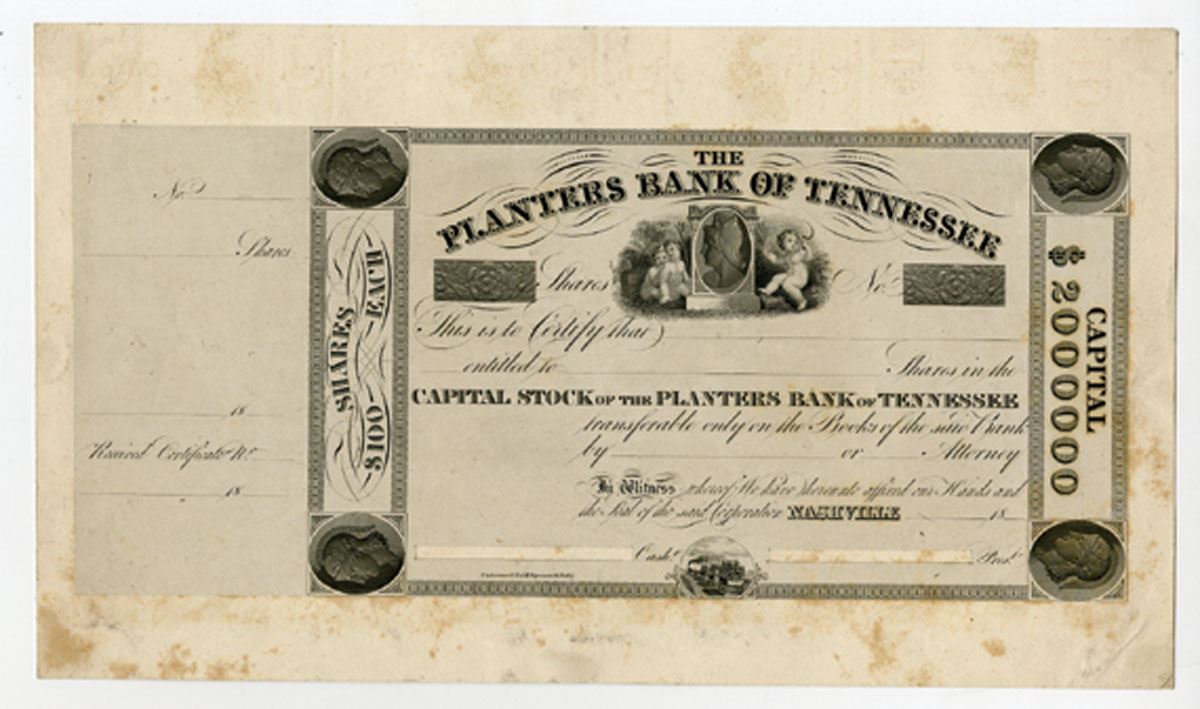 No.
Shares
18
Received Certificate No.
18
SHARES
$100 EACH
THE
PLANTERS BANK OF TENNESSEE
Shares No.
This is to Certify that
entitled to Shares in the
CAPITAL STOCK OF THE PLANTERS BANK OF TENNESSEE
transferable only on the Books of the said Bank
by or Attorney
In Witness whereof We have hereunto affixed our Hands and
the Seal of the said Corporation NASHVILLE 18
Cashr. Prest.
CAPITAL
$ 2000000